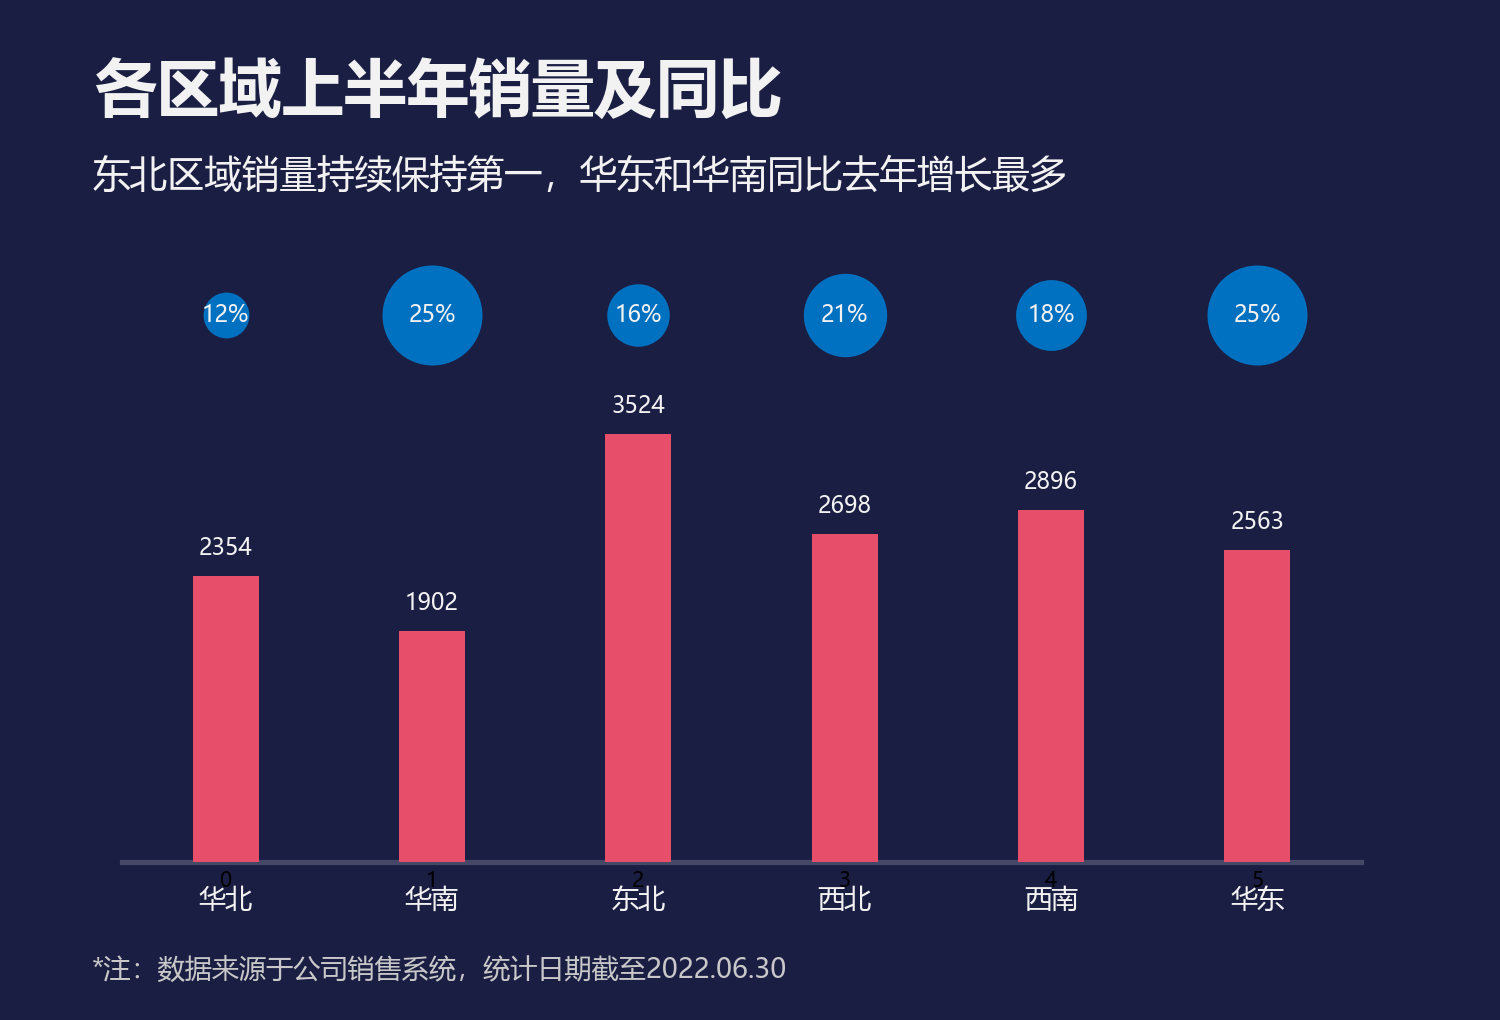 各区域上半年销量及同比
东北区域销量持续保持第一，华东和华南同比去年增长最多
12% 25% 16% 21% 18% 25%
3524
2896
2698
2563
2354
1902
0 1 2 3 4 5
华北 华南 东北 西北 西南 华东
*注：数据来源于公司销售系统，统计日期截至2022.06.30